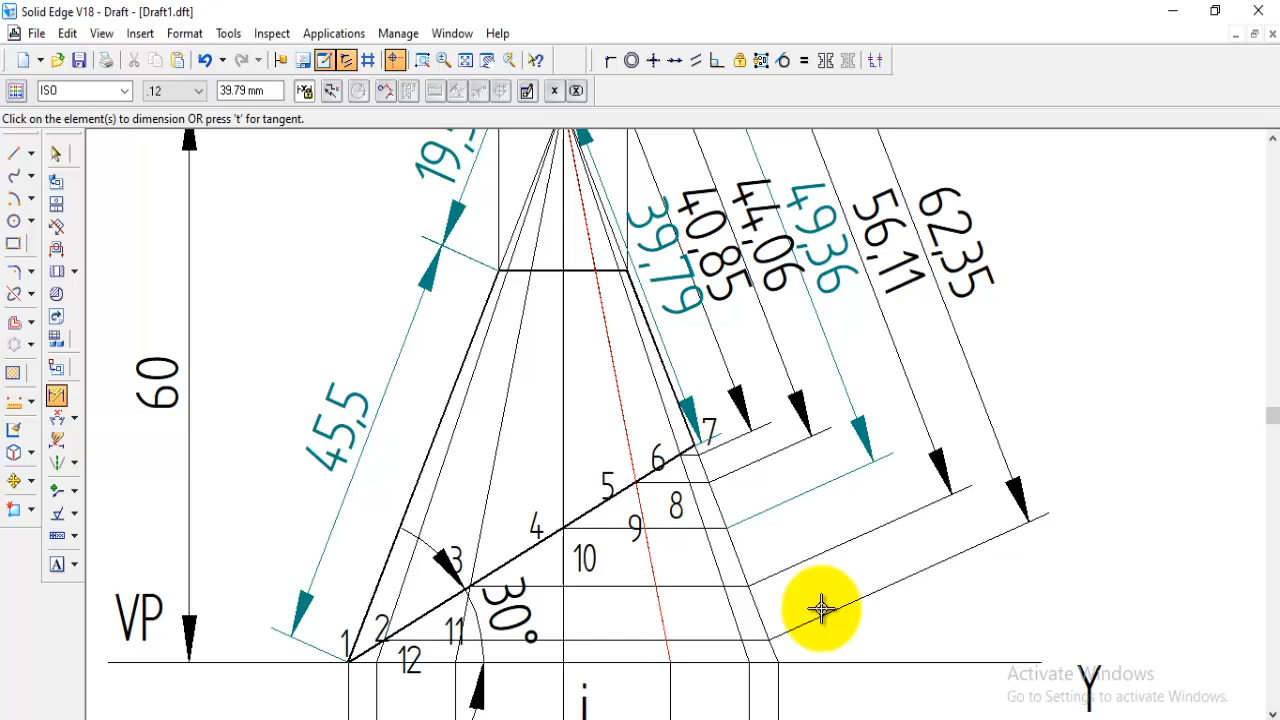 Solid Edge V18 - Draft - [Draft1.dft]
File Edit View Insert Format Tools Inspect Applications Manage Window Help
ISO .12 39.79 mm
Click on the element(s) to dimension OR press 't' for tangent.
60
45,5
39,79
40,85
44,06
49,36
56,11
62,35
7
6
5
8
4
9
3
10
30°
VP
1
2
11
12
Activate Windows
Go to Settings to activate Windows.
Y